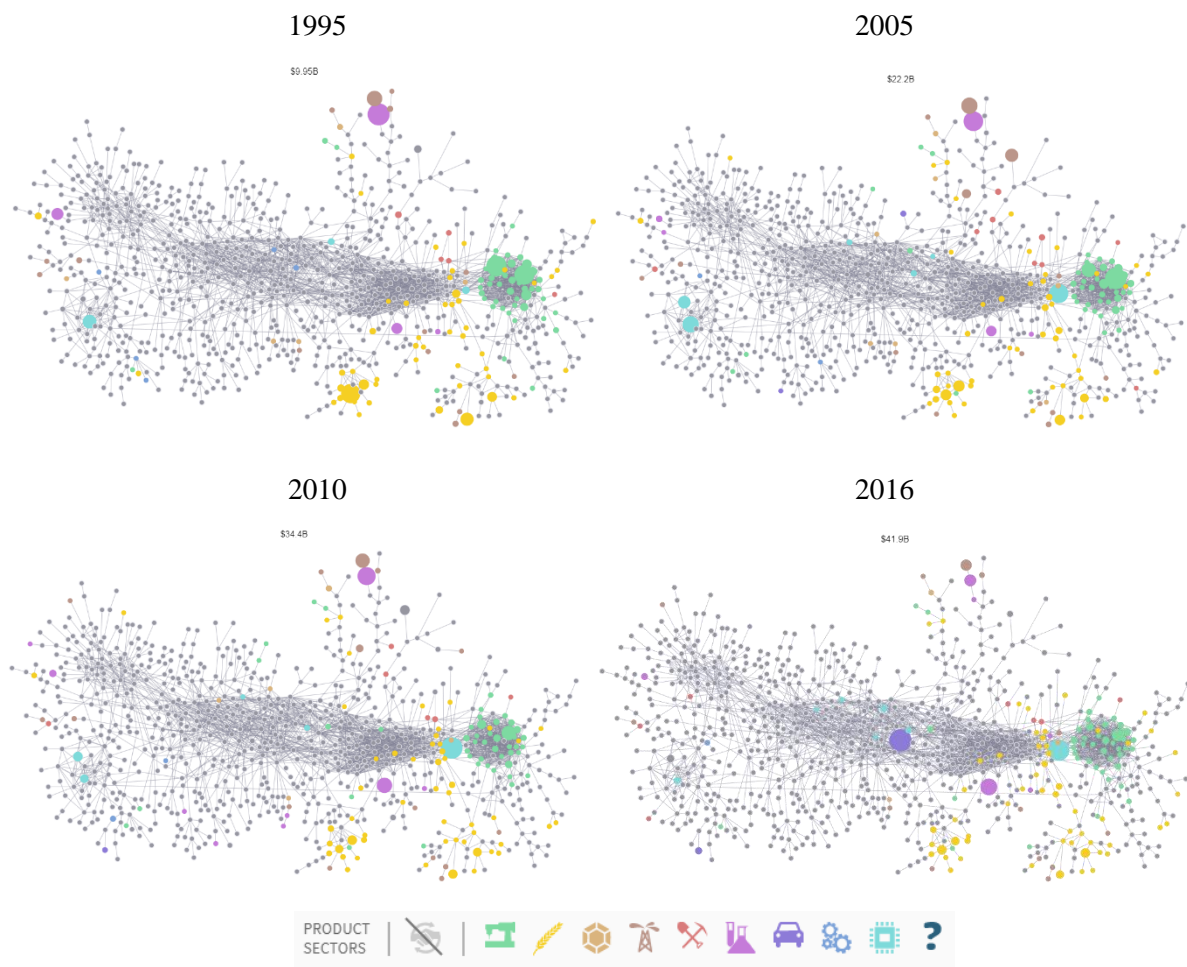 1995
2005
$9.95B
$22.2B
2010
2016
$34.4B
$41.9B
PRODUCT
SECTORS
?